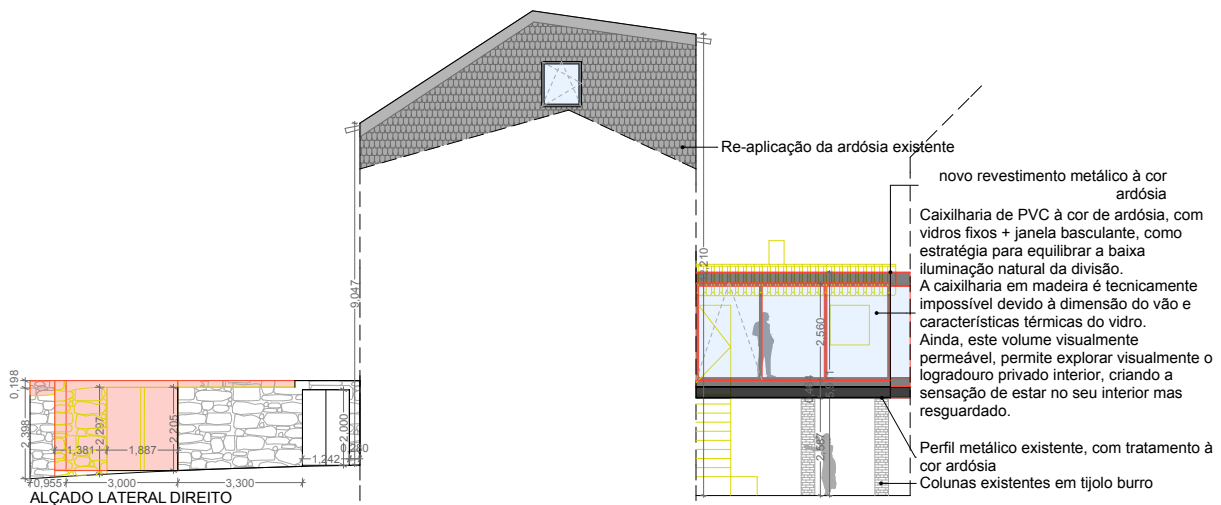 Re-aplicação da ardósia existente
novo revestimento metálico à cor
ardósia
Caixilharia de PVC à cor de ardósia, com
vidros fixos + janela basculante, como
estratégia para equilibrar a baixa
iluminação natural da divisão.
A caixilharia em madeira é tecnicamente
impossível devido à dimensão do vão e
características térmicas do vidro.
Ainda, este volume visualmente
permeável, permite explorar visualmente o
logradouro privado interior, criando a
sensação de estar no seu interior mas
resguardado.
Perfil metálico existente, com tratamento à
cor ardósia
Colunas existentes em tijolo burro
9,047
2,560
2,587
0,198
2,398
2,297
2,205
2,000
0,280
1,381
1,887
1,242
0,955
3,000
3,300
ALÇADO LATERAL DIREITO